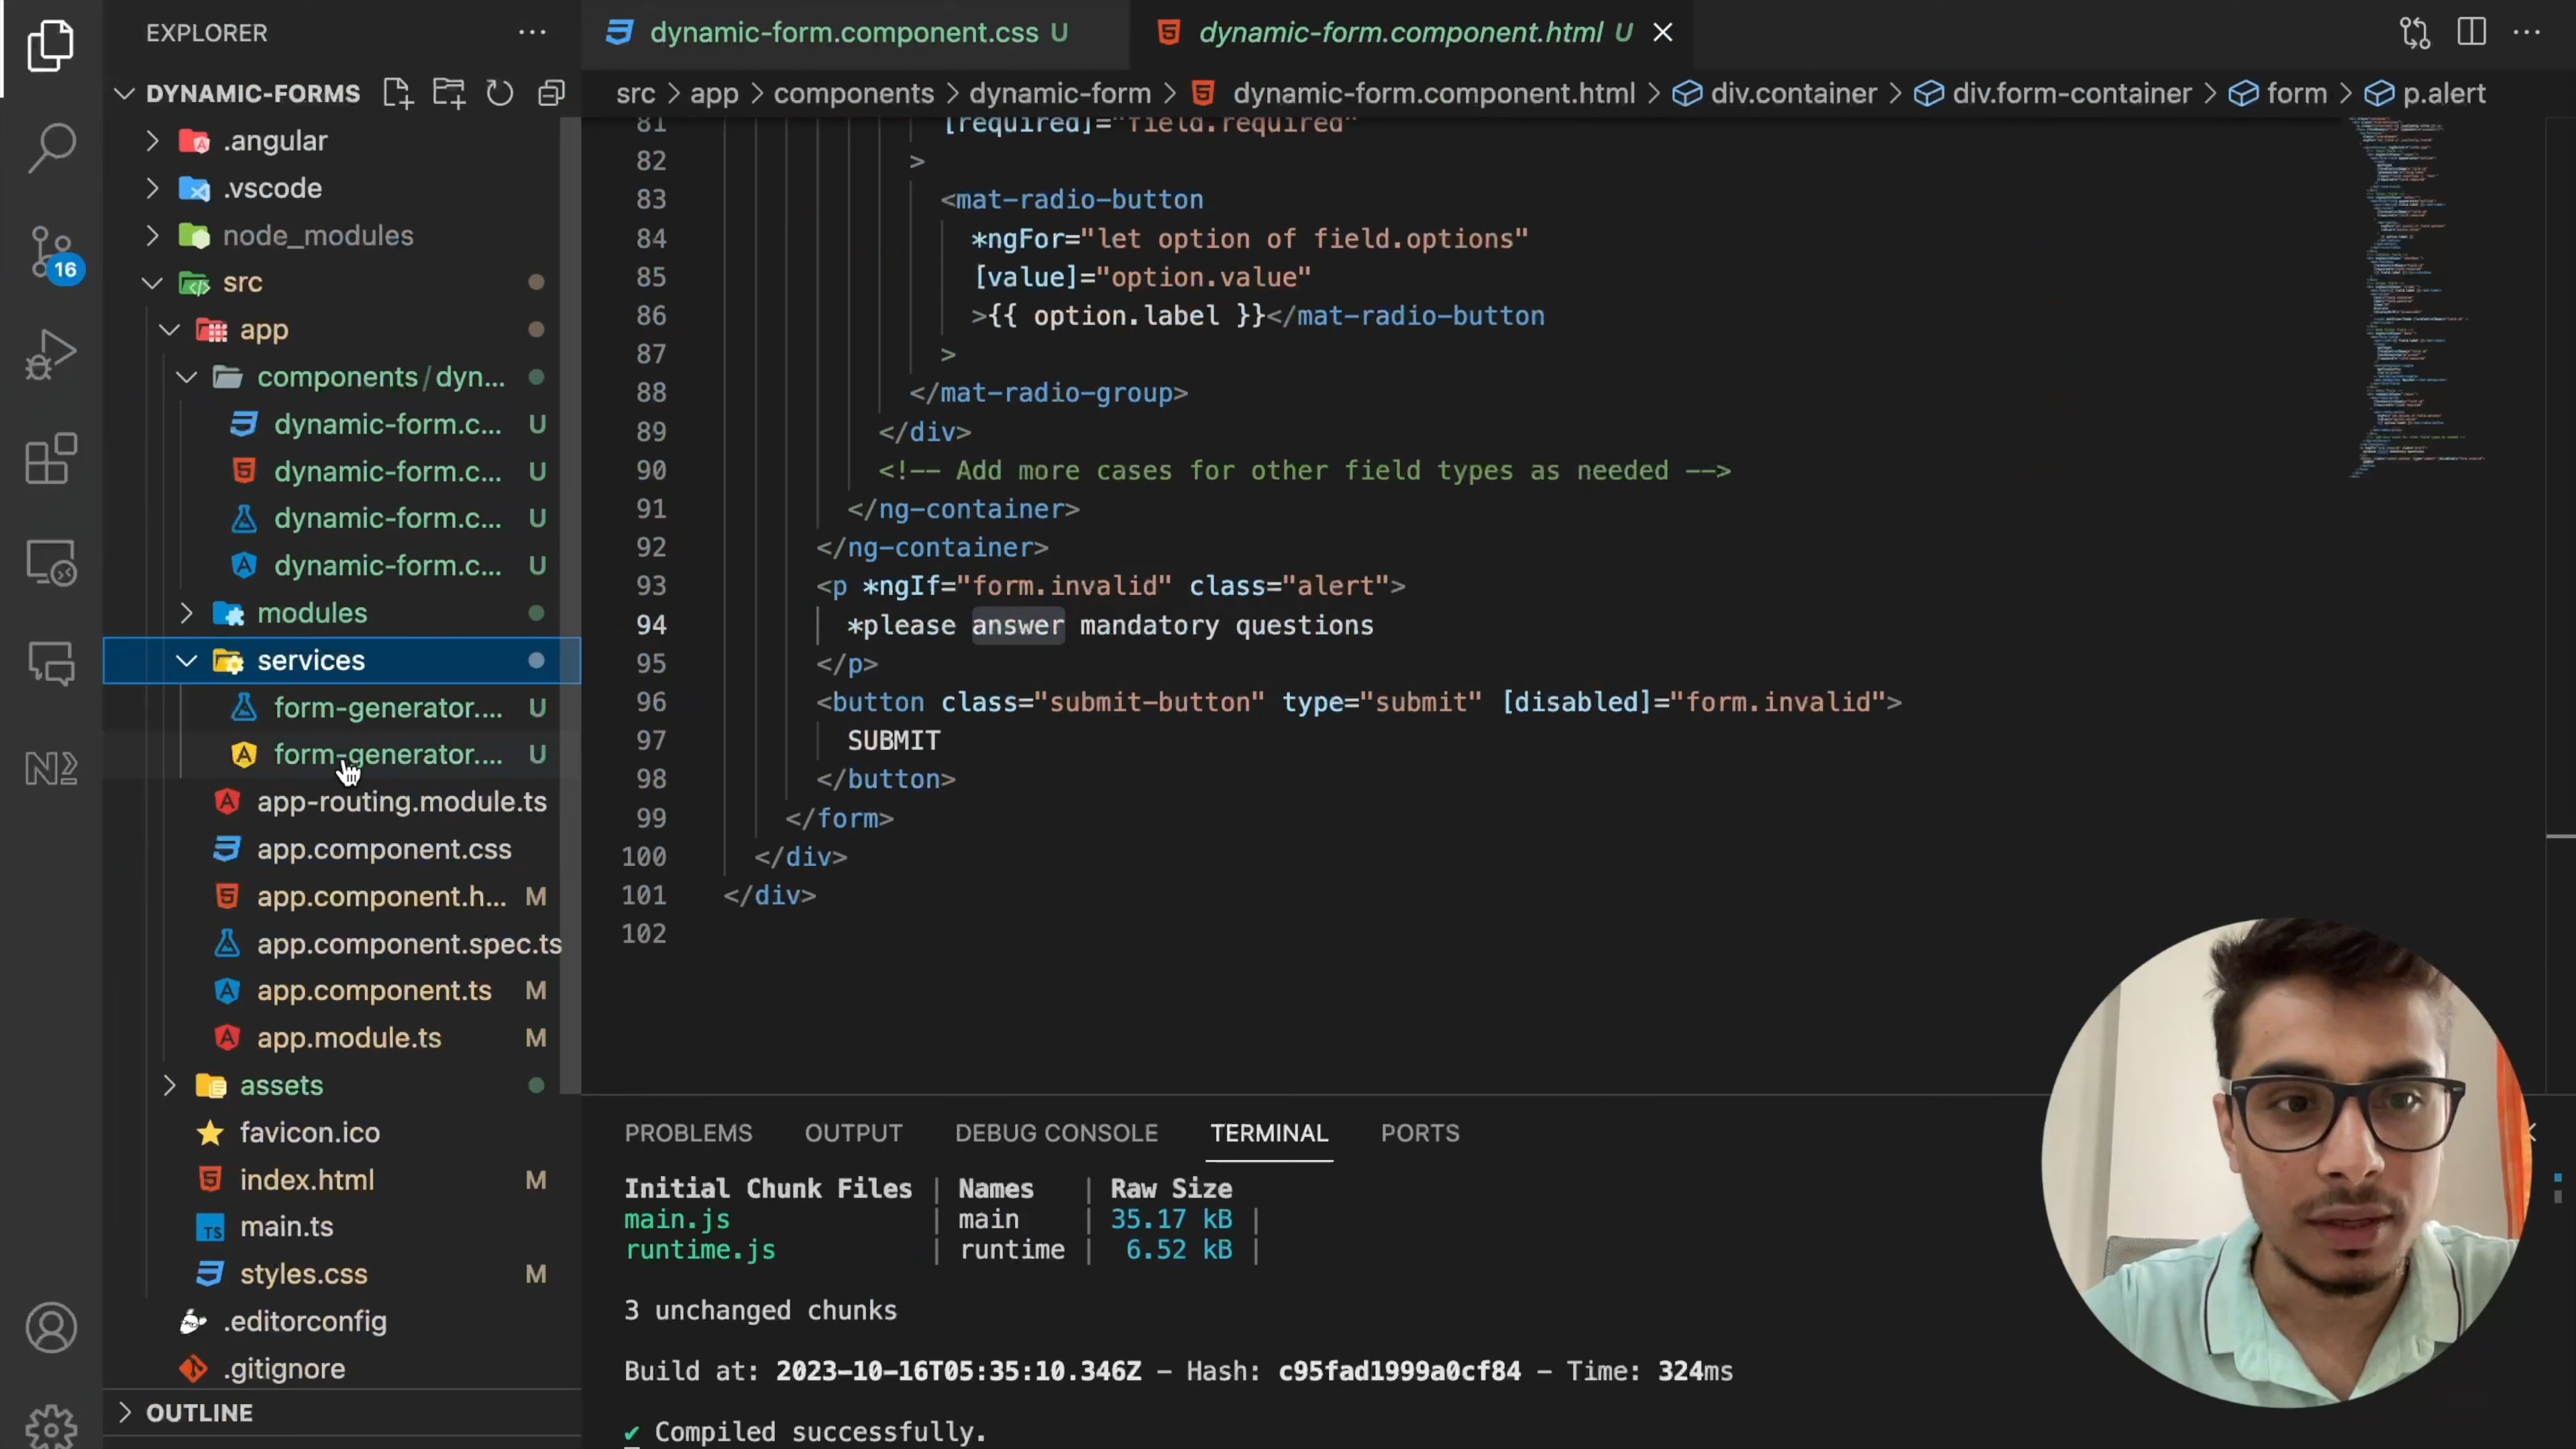 EXPLORER
DYNAMIC-FORMS
.angular
.vscode
node_modules
src
app
components/dyn...
dynamic-form.c... U
dynamic-form.c... U
dynamic-form.c... U
dynamic-form.c... U
modules
services
form-generator.... U
form-generator.... U
app-routing.module.ts
app.component.css
app.component.h... M
app.component.spec.ts
app.component.ts M
app.module.ts M
assets
favicon.ico
index.html M
main.ts
styles.css M
.editorconfig
.gitignore
OUTLINE
16
dynamic-form.component.css U
dynamic-form.component.html U
src > app > components > dynamic-form > dynamic-form.component.html > div.container > div.form-container > form > p.alert
81 [required]="field.required"
82 >
83 <mat-radio-button
84 *ngFor="let option of field.options"
85 [value]="option.value"
86 >{{ option.label }}</mat-radio-button
87 >
88 </mat-radio-group>
89 </div>
90 <!-- Add more cases for other field types as needed -->
91 </ng-container>
92 </ng-container>
93 <p *ngIf="form.invalid" class="alert">
94 *please answer mandatory questions
95 </p>
96 <button class="submit-button" type="submit" [disabled]="form.invalid">
97 SUBMIT
98 </button>
99 </form>
100 </div>
101 </div>
102
PROBLEMS OUTPUT DEBUG CONSOLE TERMINAL PORTS
Initial Chunk Files | Names | Raw Size
main.js | main | 35.17 kB |
runtime.js | runtime | 6.52 kB |
3 unchanged chunks
Build at: 2023-10-16T05:35:10.346Z - Hash: c95fad1999a0cf84 - Time: 324ms
✔ Compiled successfully.